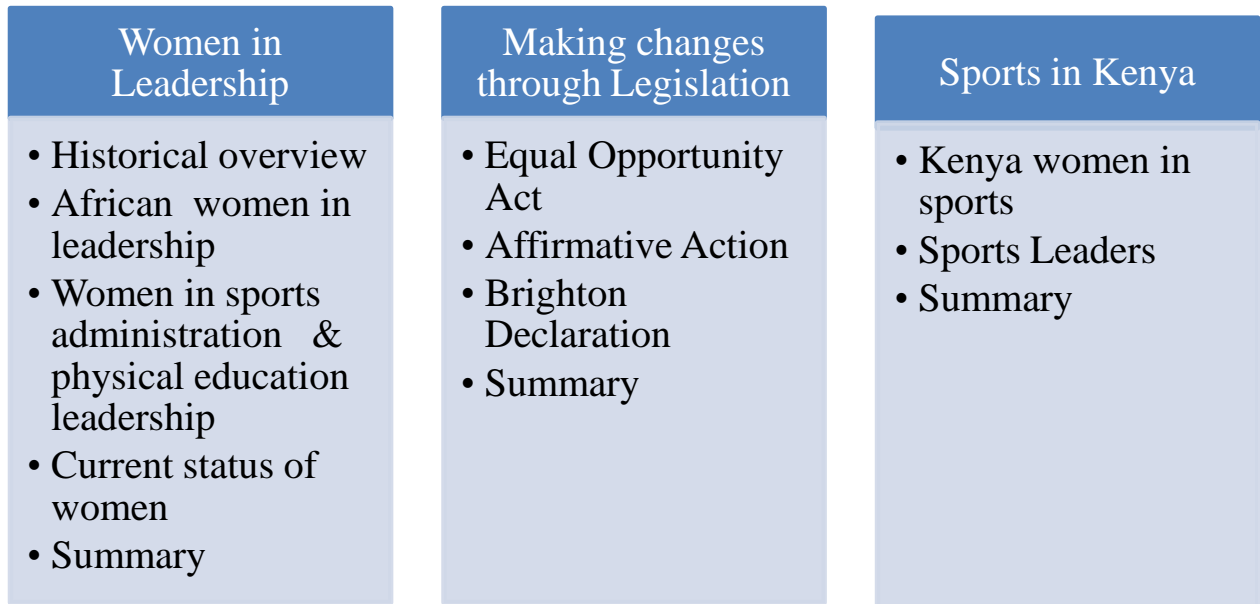 Women in
Leadership
• Historical overview
• African women in
leadership
• Women in sports
administration &
physical education
leadership
• Current status of
women
• Summary
Making changes
through Legislation
• Equal Opportunity
Act
• Affirmative Action
• Brighton
Declaration
• Summary
Sports in Kenya
• Kenya women in
sports
• Sports Leaders
• Summary